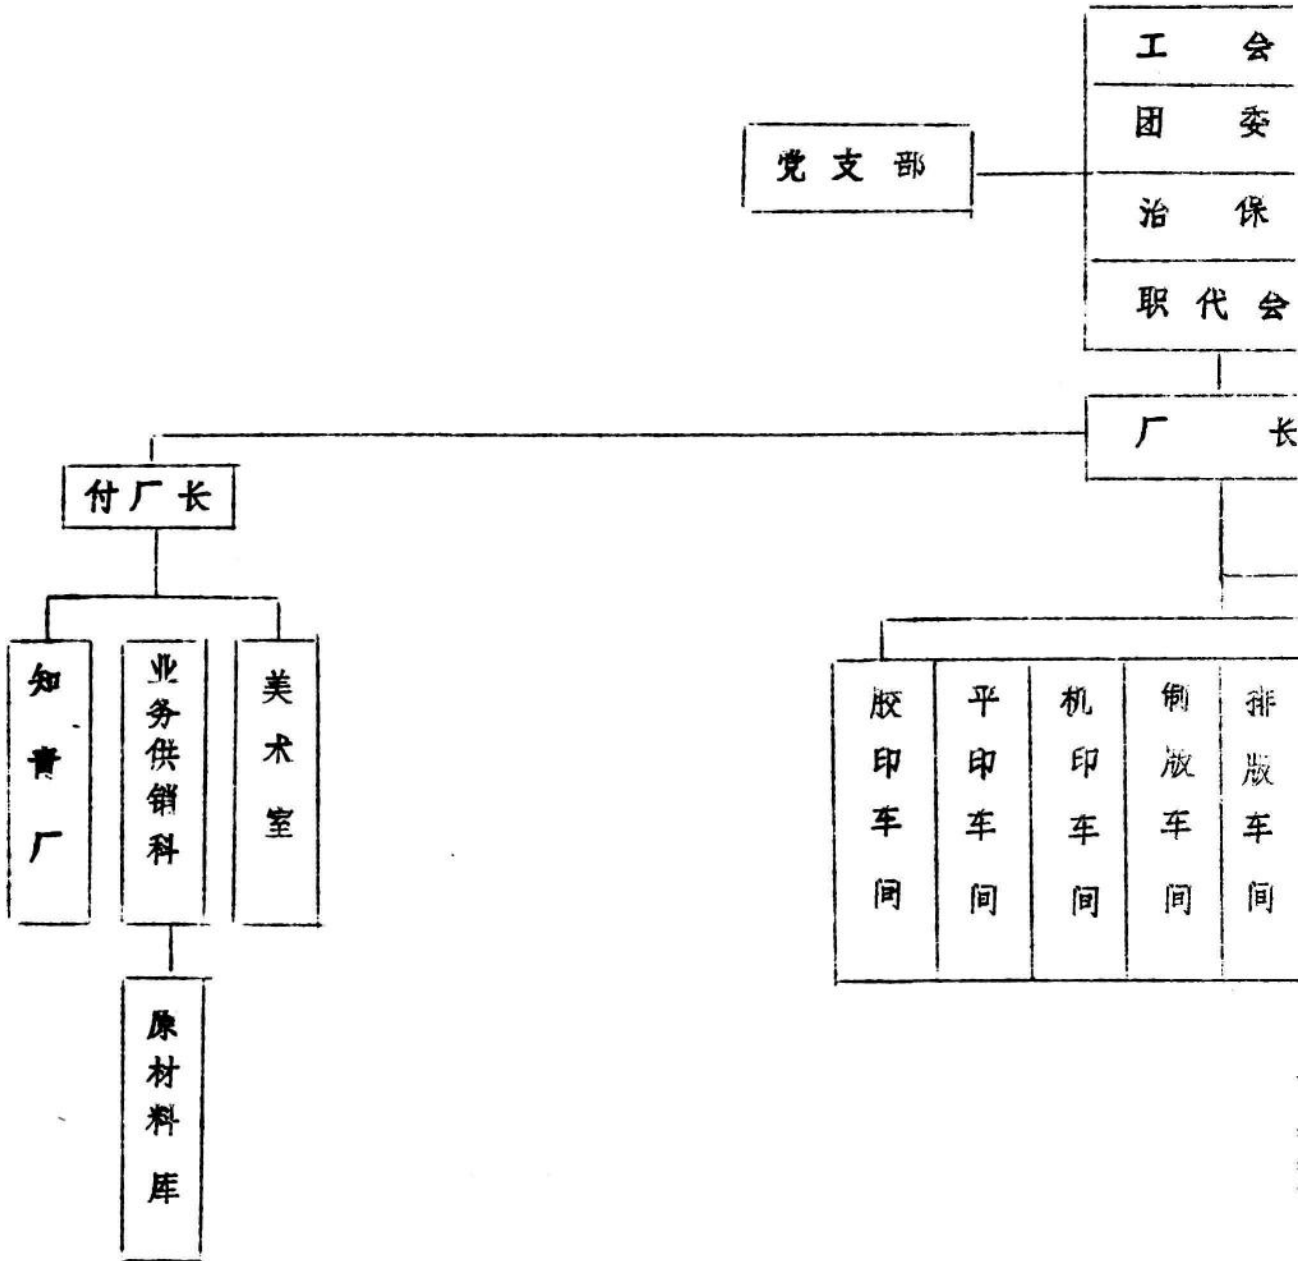 工会
团委
党支部
治保
职代会
厂长
付厂长
知青厂
业务供销科
美术室
胶印车间
平印车间
机印车间
制版车间
排版车间
原材料库